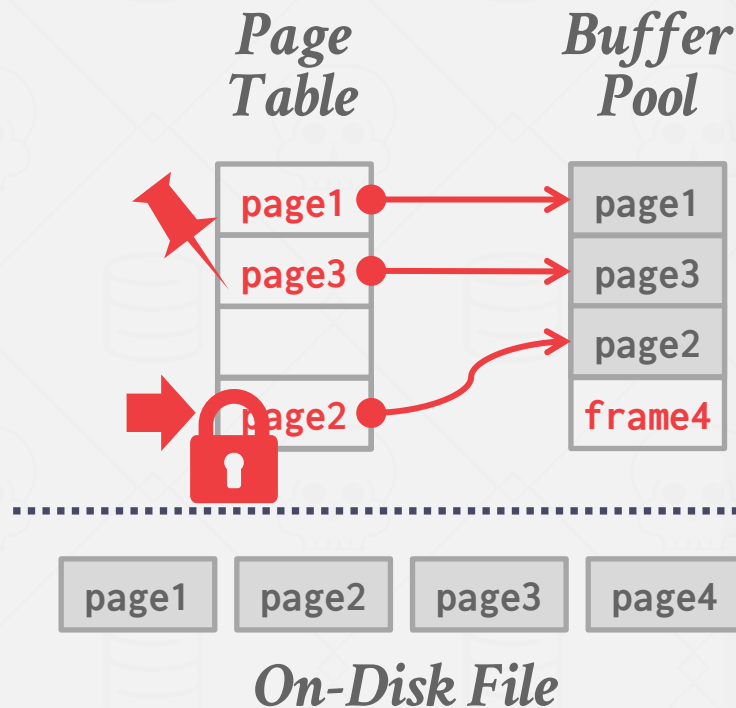 Page
Table
Buffer
Pool
page1
page3
page2
page1
page3
page2
frame4
page1
page2
page3
page4
On-Disk File